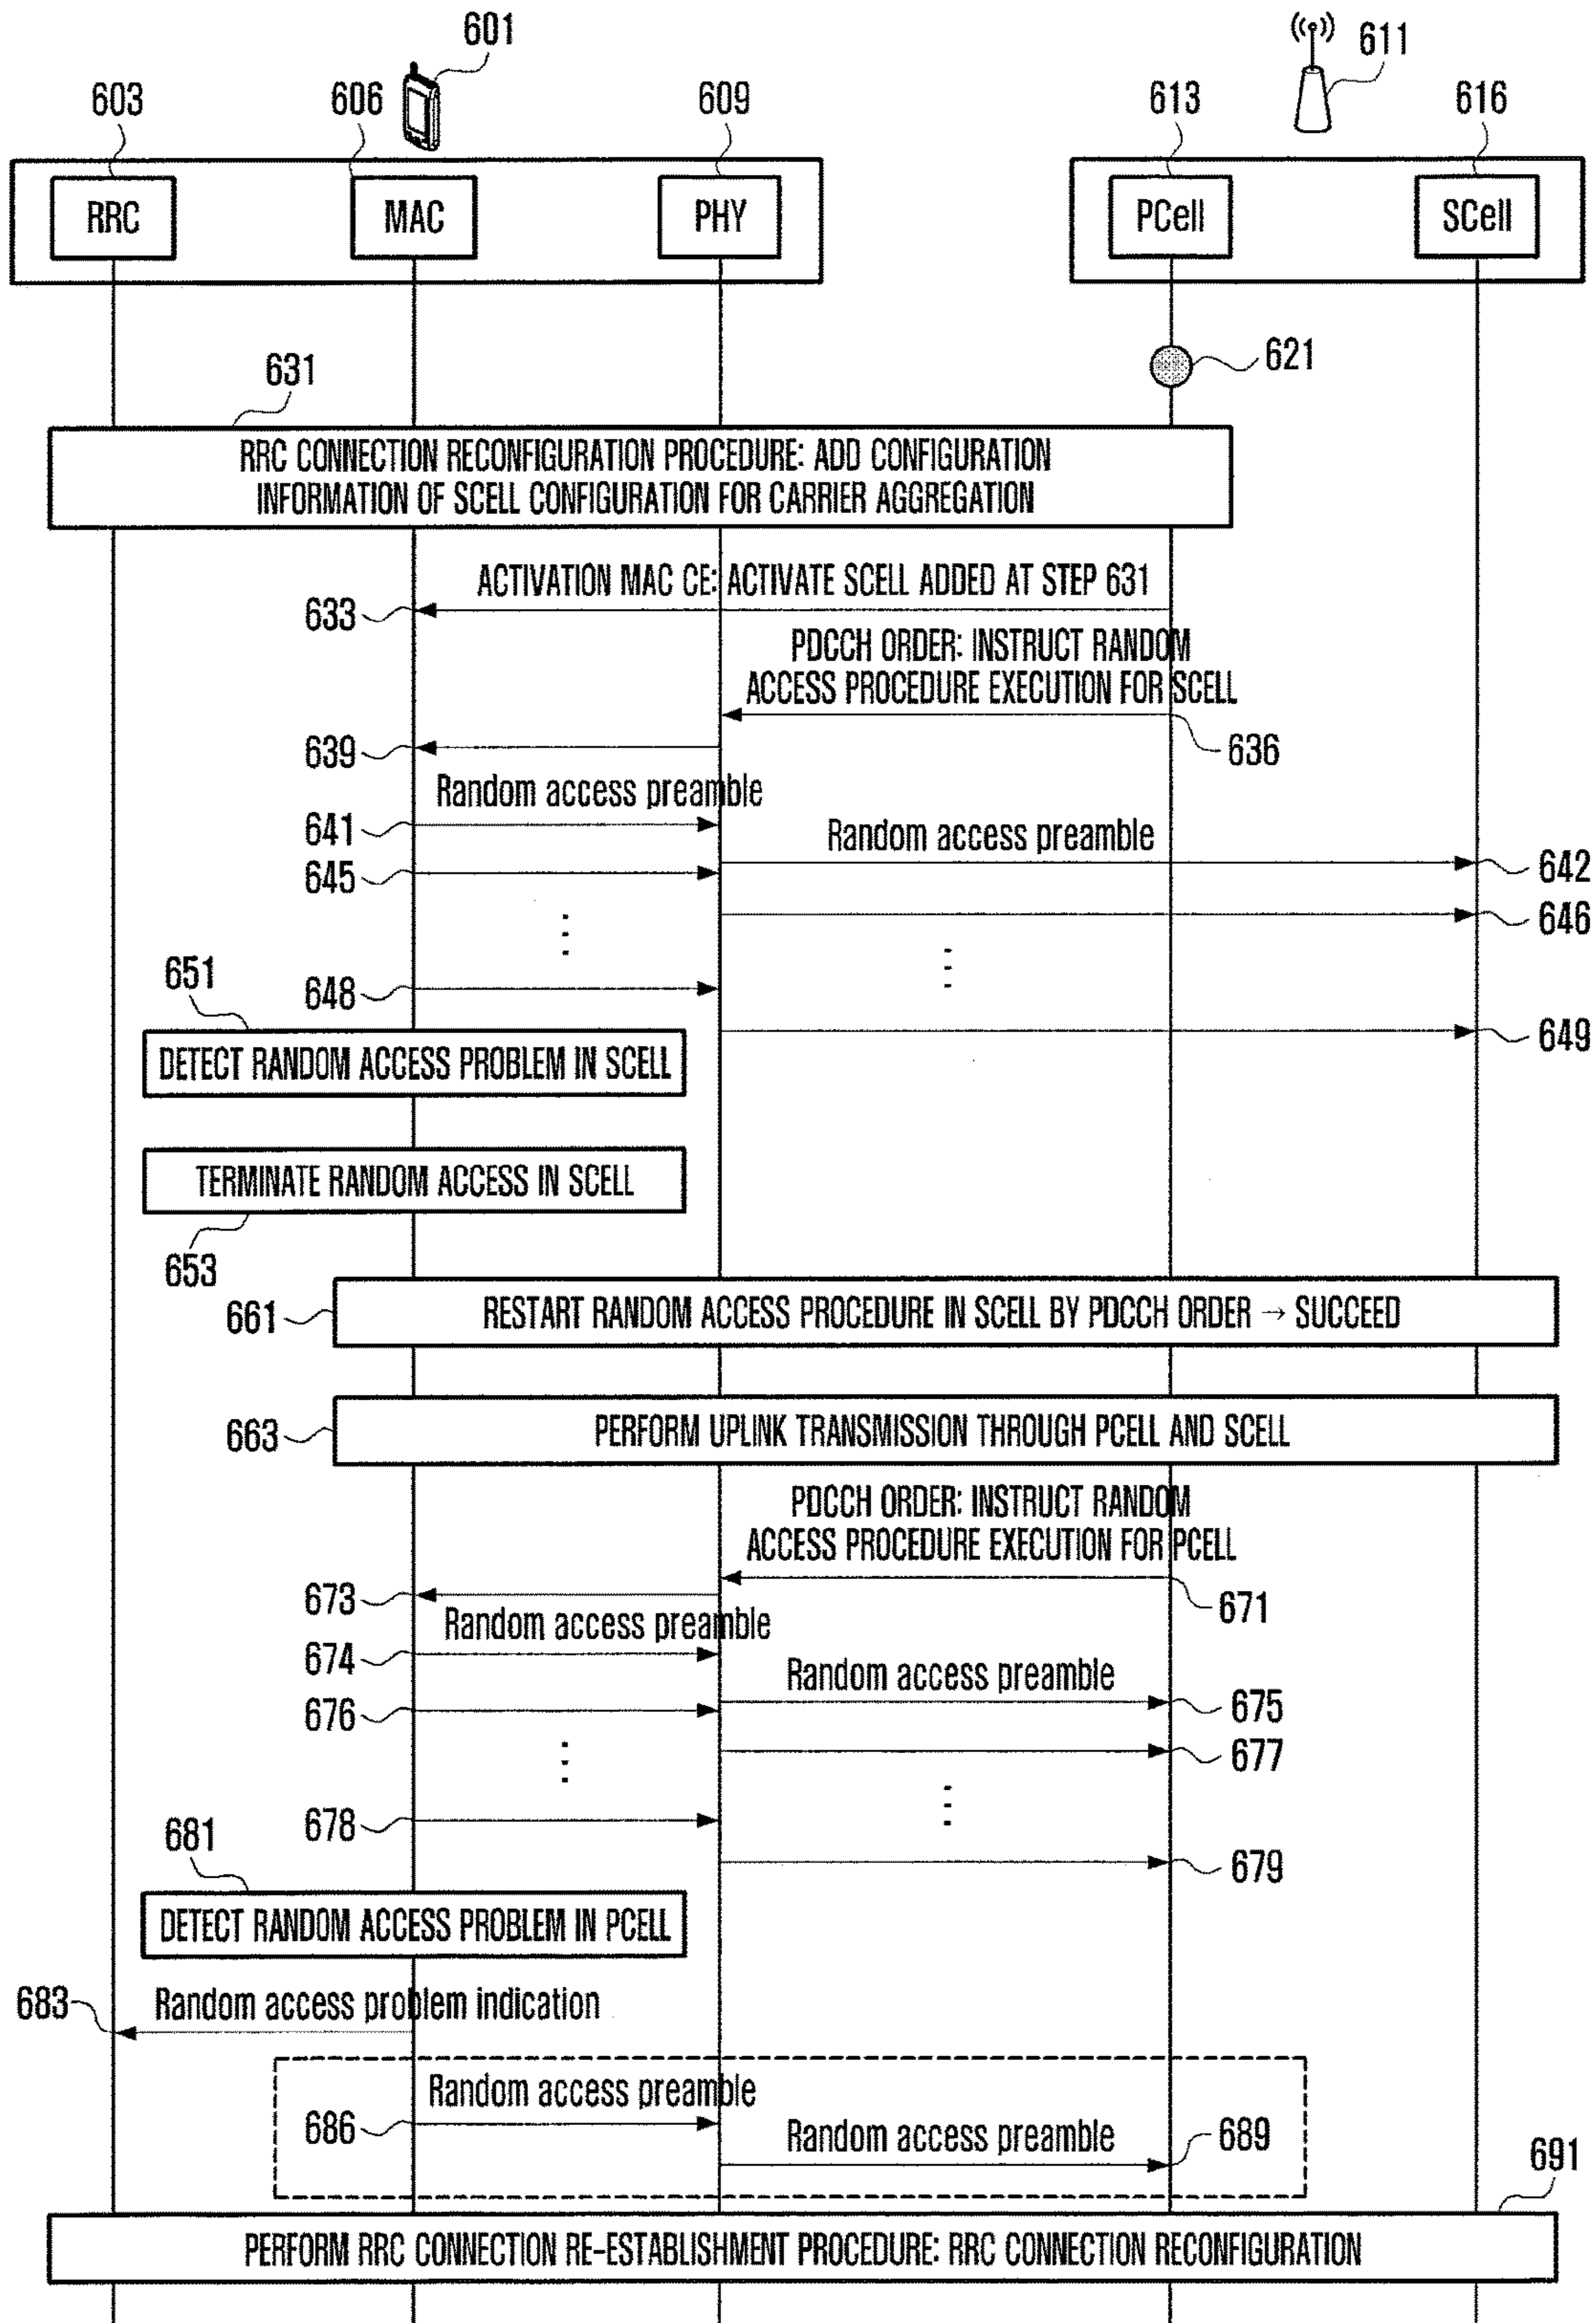 601
611
603
606
609
613
616
RRC
MAC
PHY
PCell
SCell
621
631
RRC CONNECTION RECONFIGURATION PROCEDURE: ADD CONFIGURATION
INFORMATION OF SCELL CONFIGURATION FOR CARRIER AGGREGATION
ACTIVATION MAC CE: ACTIVATE SCELL ADDED AT STEP 631
633
PDCCH ORDER: INSTRUCT RANDOM
ACCESS PROCEDURE EXECUTION FOR SCELL
639
636
Random access preamble
641
Random access preamble
645
642
646
651
648
649
DETECT RANDOM ACCESS PROBLEM IN SCELL
TERMINATE RANDOM ACCESS IN SCELL
653
661
RESTART RANDOM ACCESS PROCEDURE IN SCELL BY PDCCH ORDER → SUCCEED
663
PERFORM UPLINK TRANSMISSION THROUGH PCELL AND SCELL
PDCCH ORDER: INSTRUCT RANDOM
ACCESS PROCEDURE EXECUTION FOR PCELL
673
671
Random access preamble
674
Random access preamble
676
675
677
678
681
679
DETECT RANDOM ACCESS PROBLEM IN PCELL
683
Random access problem indication
Random access preamble
686
Random access preamble
689
691
PERFORM RRC CONNECTION RE-ESTABLISHMENT PROCEDURE: RRC CONNECTION RECONFIGURATION